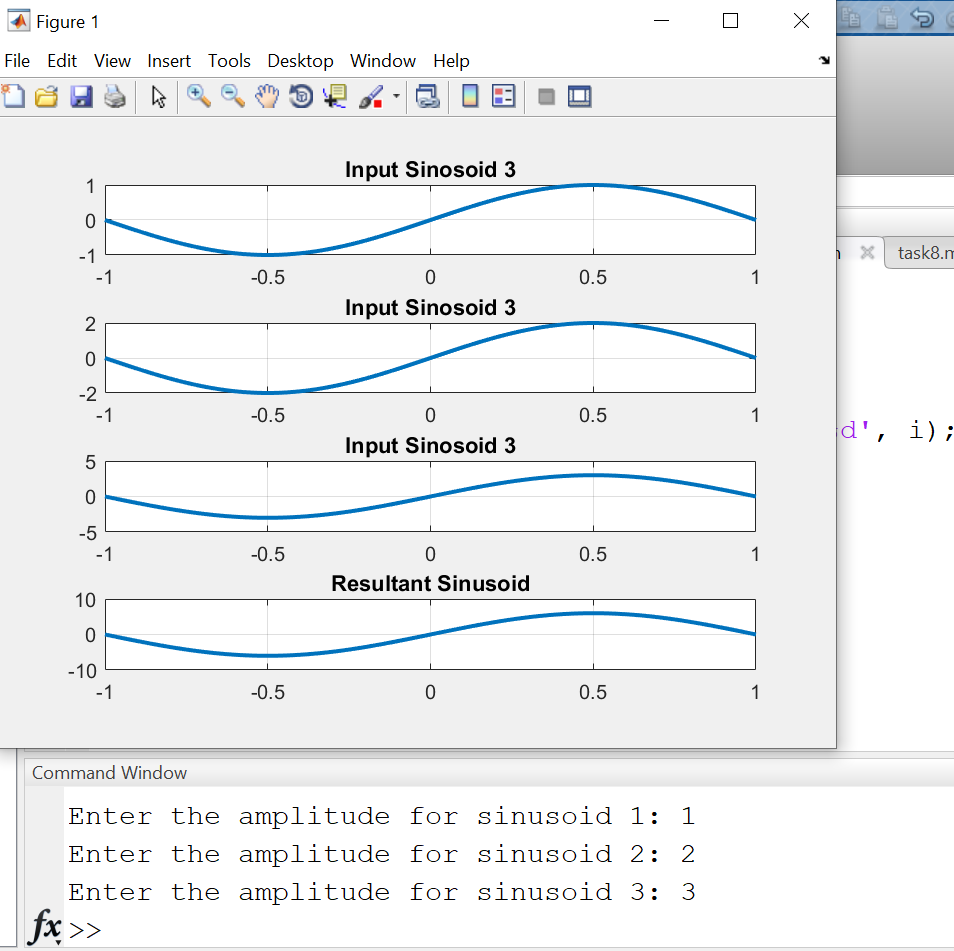 Figure 1
File Edit View Insert Tools Desktop Window Help
Input Sinosoid 3
1
0
-1
-1 -0.5 0 0.5 1
Input Sinosoid 3
2
0
-2
-1 -0.5 0 0.5 1
Input Sinosoid 3
5
0
-5
-1 -0.5 0 0.5 1
Resultant Sinusoid
10
0
-10
-1 -0.5 0 0.5 1
task8.m
d', i);
Command Window
Enter the amplitude for sinusoid 1: 1
Enter the amplitude for sinusoid 2: 2
Enter the amplitude for sinusoid 3: 3
fx >>